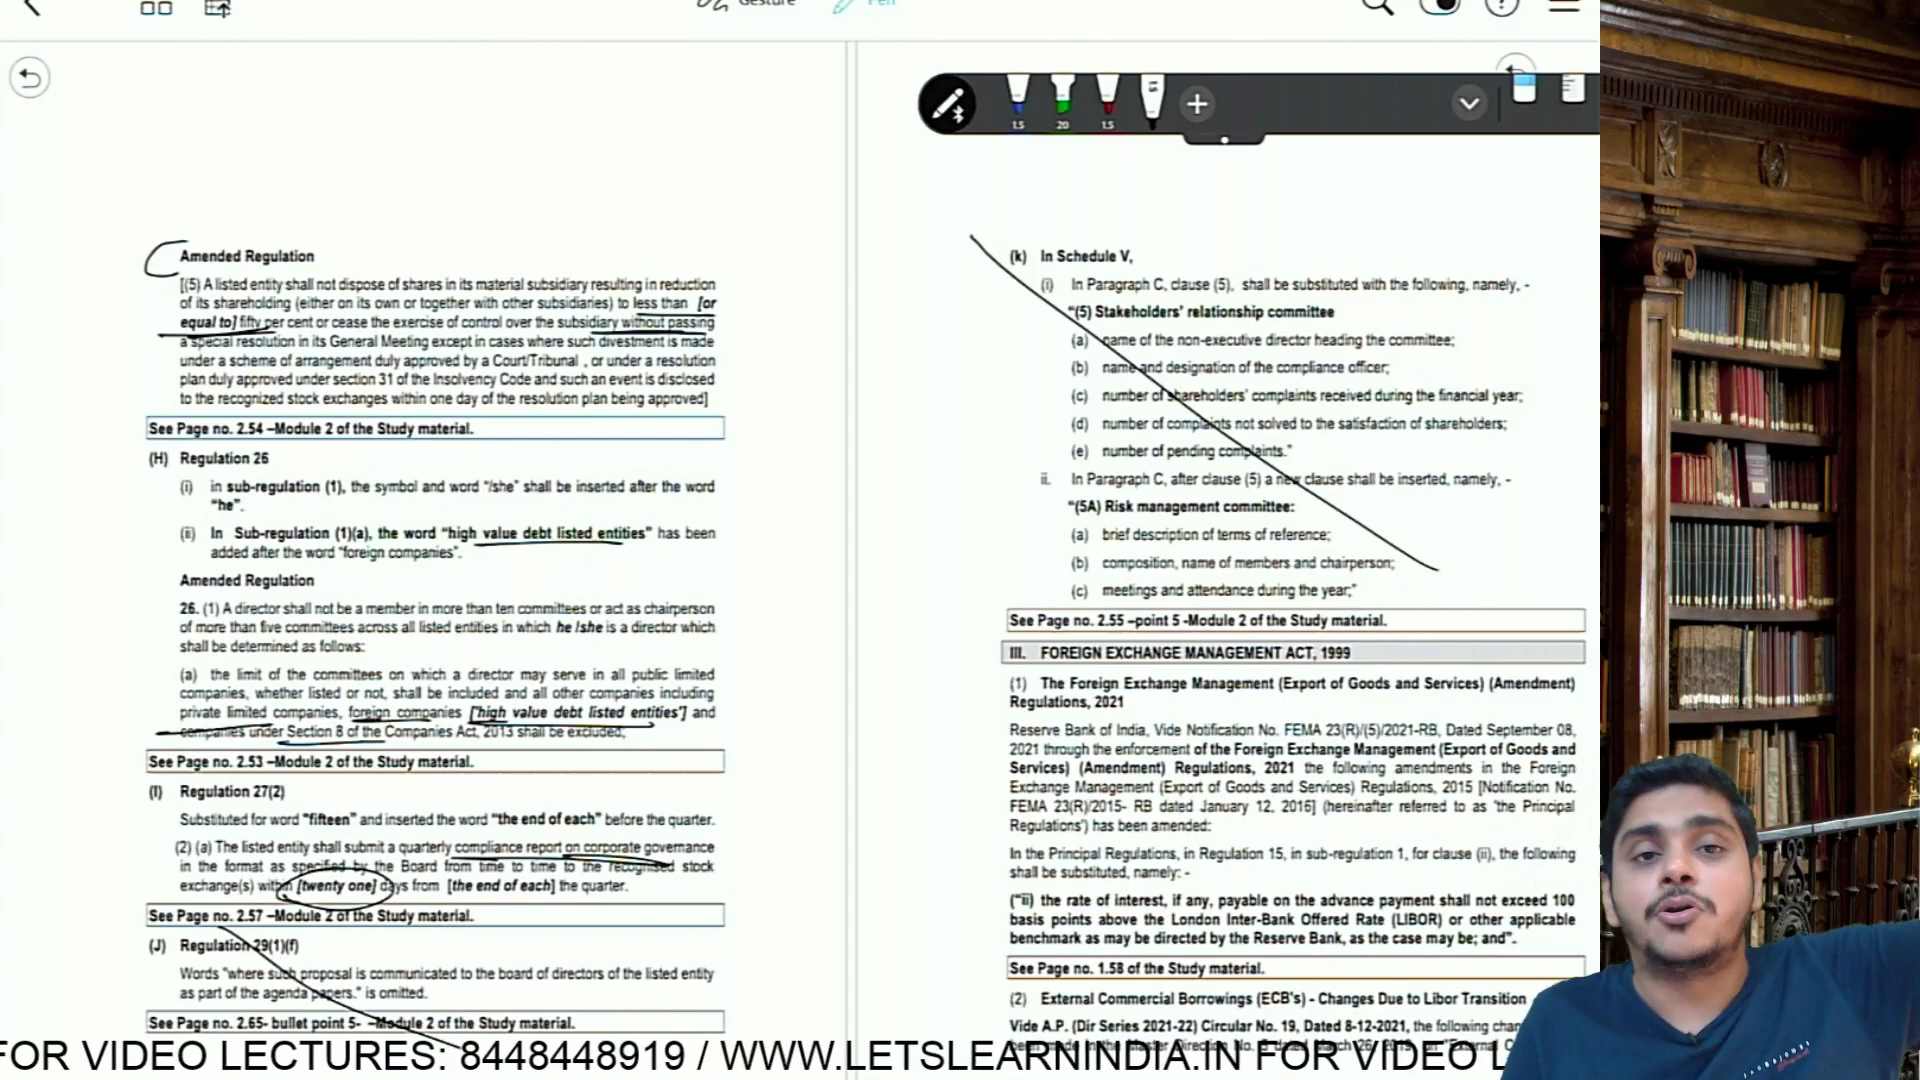 Gesture
Pen
1.5
20
1.5
1.5
Amended Regulation
[(5) A listed entity shall not dispose of shares in its material subsidiary resulting in reduction
of its shareholding (either on its own or together with other subsidiaries) to less than [or
equal to] fifty per cent or cease the exercise of control over the subsidiary without passing
a special resolution in its General Meeting except in cases where such divestment is made
under a scheme of arrangement duly approved by a Court/Tribunal , or under a resolution
plan duly approved under section 31 of the Insolvency Code and such an event is disclosed
to the recognized stock exchanges within one day of the resolution plan being approved]
See Page no. 2.54 –Module 2 of the Study material.
(H) Regulation 26
(i) in sub-regulation (1), the symbol and word “/she” shall be inserted after the word
“he”.
(ii) In Sub-regulation (1)(a), the word “high value debt listed entities” has been
added after the word “foreign companies”.
Amended Regulation
26. (1) A director shall not be a member in more than ten committees or act as chairperson
of more than five committees across all listed entities in which he /she is a director which
shall be determined as follows:
(a) the limit of the committees on which a director may serve in all public limited
companies, whether listed or not, shall be included and all other companies including
private limited companies, foreign companies ['high value debt listed entities'] and
companies under Section 8 of the Companies Act, 2013 shall be excluded;
See Page no. 2.53 –Module 2 of the Study material.
(I) Regulation 27(2)
Substituted for word "fifteen" and inserted the word "the end of each" before the quarter.
(2) (a) The listed entity shall submit a quarterly compliance report on corporate governance
in the format as specified by the Board from time to time to the recognised stock
exchange(s) within [twenty one] days from [the end of each] the quarter.
See Page no. 2.57 –Module 2 of the Study material.
(J) Regulation 29(1)(f)
Words "where such proposal is communicated to the board of directors of the listed entity
as part of the agenda papers." is omitted.
See Page no. 2.65- bullet point 5- –Module 2 of the Study material.
(k) In Schedule V,
(i) In Paragraph C, clause (5), shall be substituted with the following, namely, -
“(5) Stakeholders’ relationship committee
(a) name of the non-executive director heading the committee;
(b) name and designation of the compliance officer;
(c) number of shareholders’ complaints received during the financial year;
(d) number of complaints not solved to the satisfaction of shareholders;
(e) number of pending complaints.”
ii. In Paragraph C, after clause (5) a new clause shall be inserted, namely, -
“(5A) Risk management committee:
(a) brief description of terms of reference;
(b) composition, name of members and chairperson;
(c) meetings and attendance during the year;”
See Page no. 2.55 –point 5 -Module 2 of the Study material.
III. FOREIGN EXCHANGE MANAGEMENT ACT, 1999
(1) The Foreign Exchange Management (Export of Goods and Services) (Amendment)
Regulations, 2021
Reserve Bank of India, Vide Notification No. FEMA 23(R)/(5)/2021-RB, Dated September 08,
2021 through the enforcement of the Foreign Exchange Management (Export of Goods and
Services) (Amendment) Regulations, 2021 the following amendments in the Foreign
Exchange Management (Export of Goods and Services) Regulations, 2015 [Notification No.
FEMA 23(R)/2015- RB dated January 12, 2016] (hereinafter referred to as 'the Principal
Regulations') has been amended:
In the Principal Regulations, in Regulation 15, in sub-regulation 1, for clause (ii), the following
shall be substituted, namely: -
("ii) the rate of interest, if any, payable on the advance payment shall not exceed 100
basis points above the London Inter-Bank Offered Rate (LIBOR) or other applicable
benchmark as may be directed by the Reserve Bank, as the case may be; and".
See Page no. 1.58 of the Study material.
(2) External Commercial Borrowings (ECB's) - Changes Due to Libor Transition
Vide A.P. (Dir Series 2021-22) Circular No. 19, Dated 8-12-2021, the following
FOR VIDEO LECTURES: 8448448919 / WWW.LETSLEARNINDIA.IN FOR VIDEO